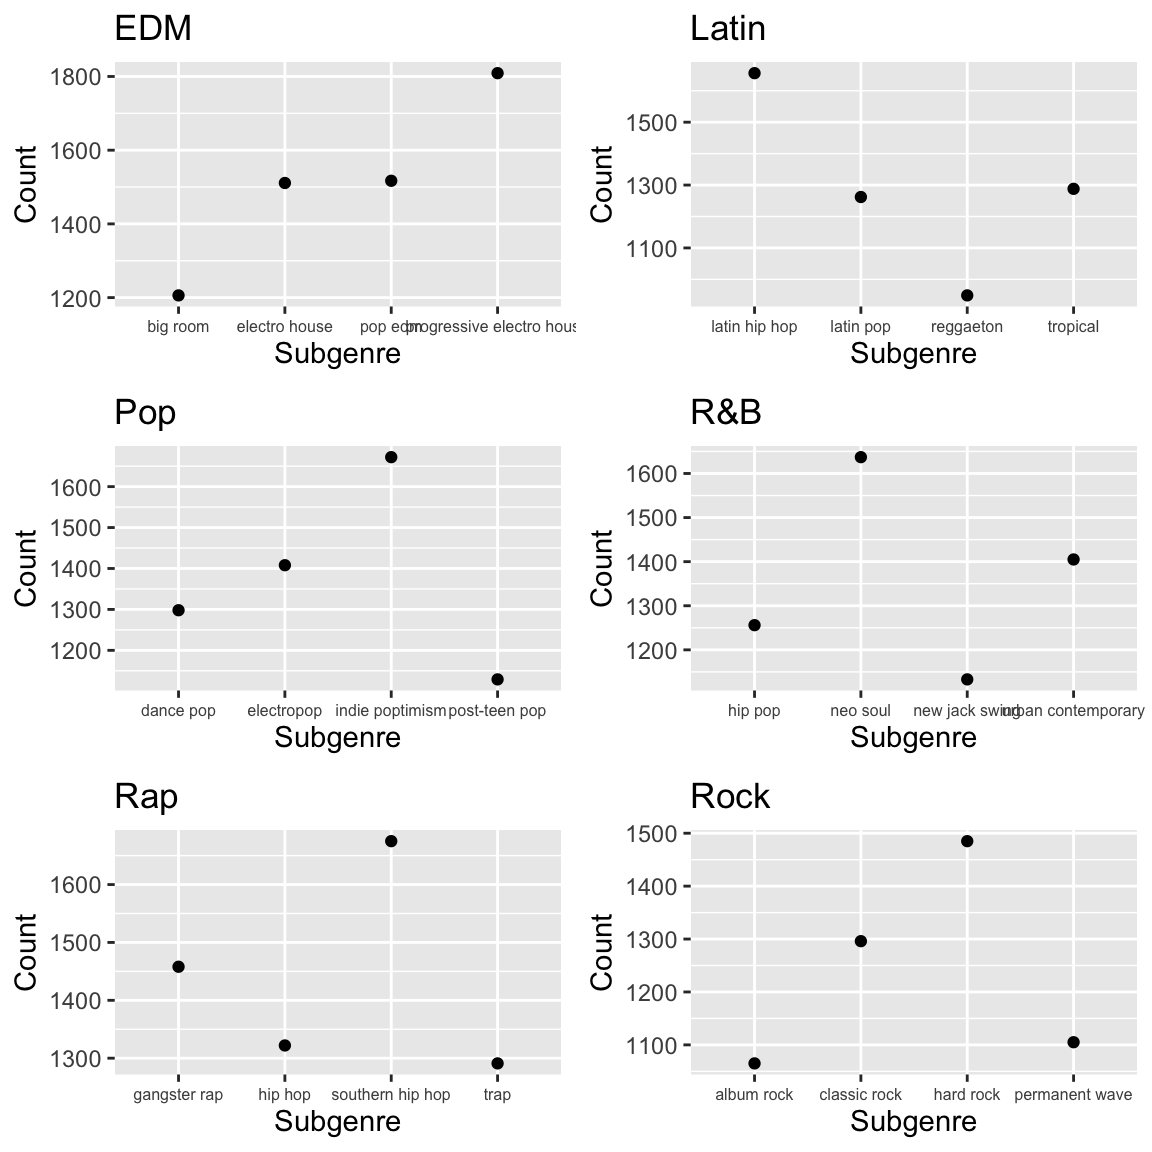 EDM
Count
1800
1600
1400
1200
big room electro house pop edm progressive electro hous
Subgenre
Latin
Count
1500
1300
1100
latin hip hop latin pop reggaeton tropical
Subgenre
Pop
Count
1600
1500
1400
1300
1200
dance pop electropop indie poptimism post-teen pop
Subgenre
R&B
Count
1600
1500
1400
1300
1200
hip pop neo soul new jack swing urban contemporary
Subgenre
Rap
Count
1600
1500
1400
1300
gangster rap hip hop southern hip hop trap
Subgenre
Rock
Count
1500
1400
1300
1200
1100
album rock classic rock hard rock permanent wave
Subgenre